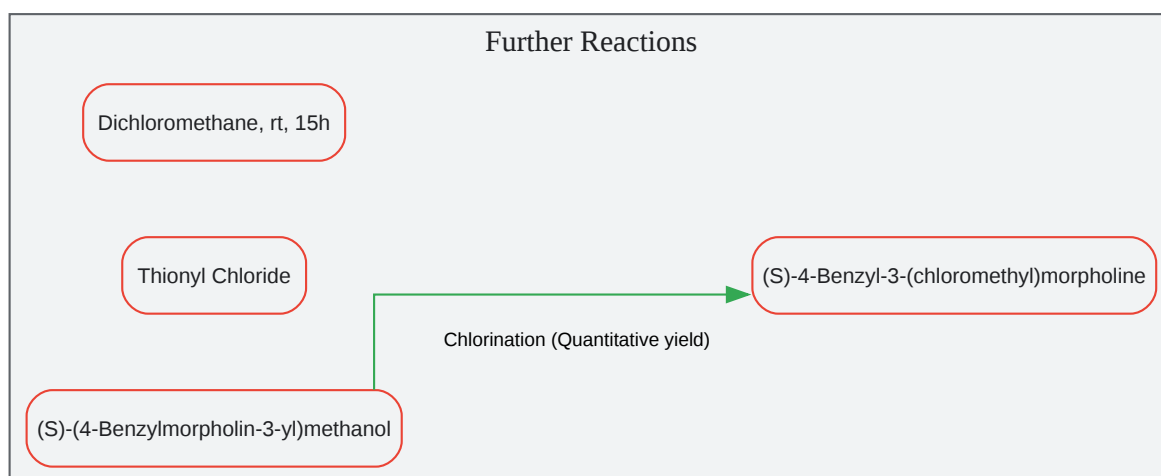 Further Reactions
Dichloromethane, rt, 15h
Thionyl Chloride
(S)-4-Benzyl-3-(chloromethyl)morpholine
Chlorination (Quantitative yield)
(S)-(4-Benzylmorpholin-3-yl)methanol